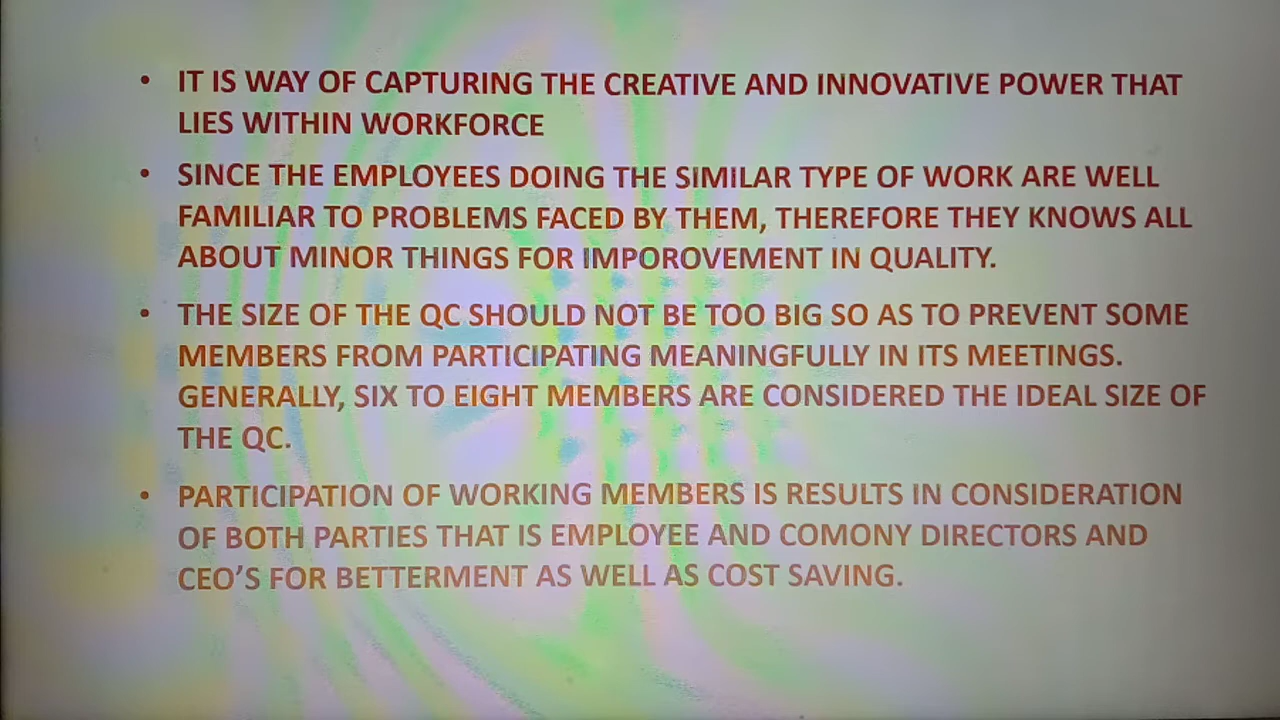 • IT IS WAY OF CAPTURING THE CREATIVE AND INNOVATIVE POWER THAT
LIES WITHIN WORKFORCE
• SINCE THE EMPLOYEES DOING THE SIMILAR TYPE OF WORK ARE WELL
FAMILIAR TO PROBLEMS FACED BY THEM, THEREFORE THEY KNOWS ALL
ABOUT MINOR THINGS FOR IMPOROVEMENT IN QUALITY.
• THE SIZE OF THE QC SHOULD NOT BE TOO BIG SO AS TO PREVENT SOME
MEMBERS FROM PARTICIPATING MEANINGFULLY IN ITS MEETINGS.
GENERALLY, SIX TO EIGHT MEMBERS ARE CONSIDERED THE IDEAL SIZE OF
THE QC.
• PARTICIPATION OF WORKING MEMBERS IS RESULTS IN CONSIDERATION
OF BOTH PARTIES THAT IS EMPLOYEE AND COMONY DIRECTORS AND
CEO'S FOR BETTERMENT AS WELL AS COST SAVING.